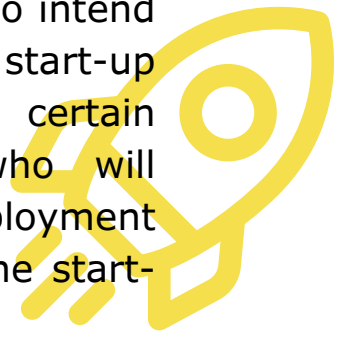 o intend
start-up
certain
who will
ployment
he start-